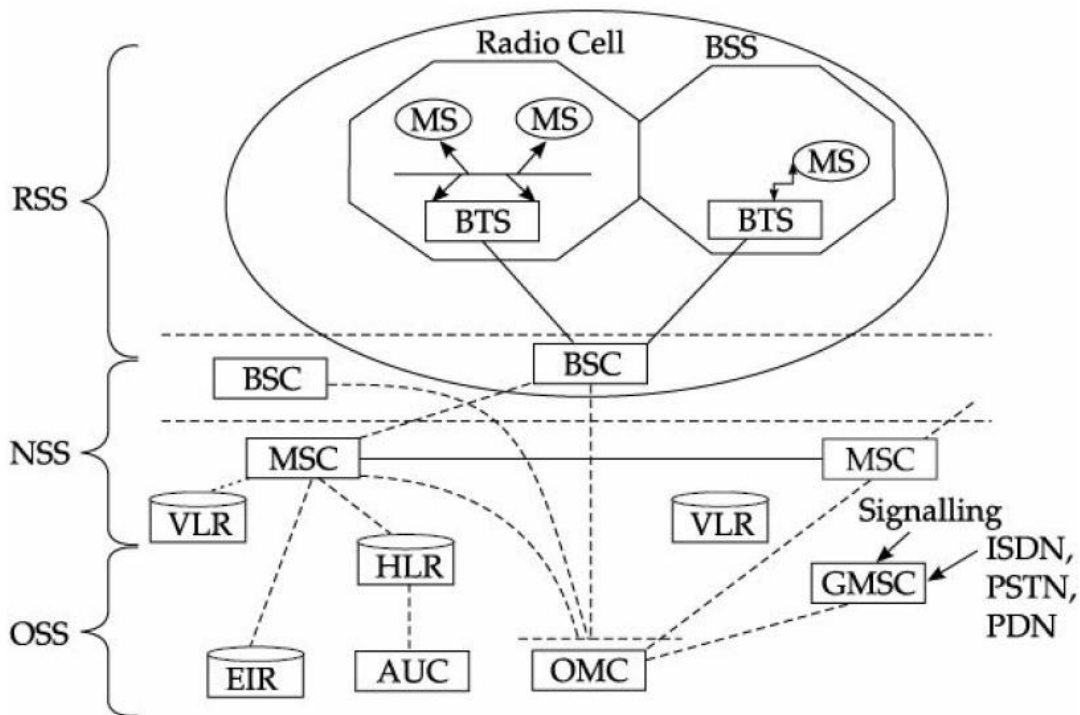 Radio Cell
BSS
MS
MS
MS
RSS
BTS
BTS
BSC
BSC
NSS
MSC
MSC
VLR
VLR
Signalling
HLR
GMSC
ISDN,
PSTN,
PDN
OSS
EIR
AUC
OMC